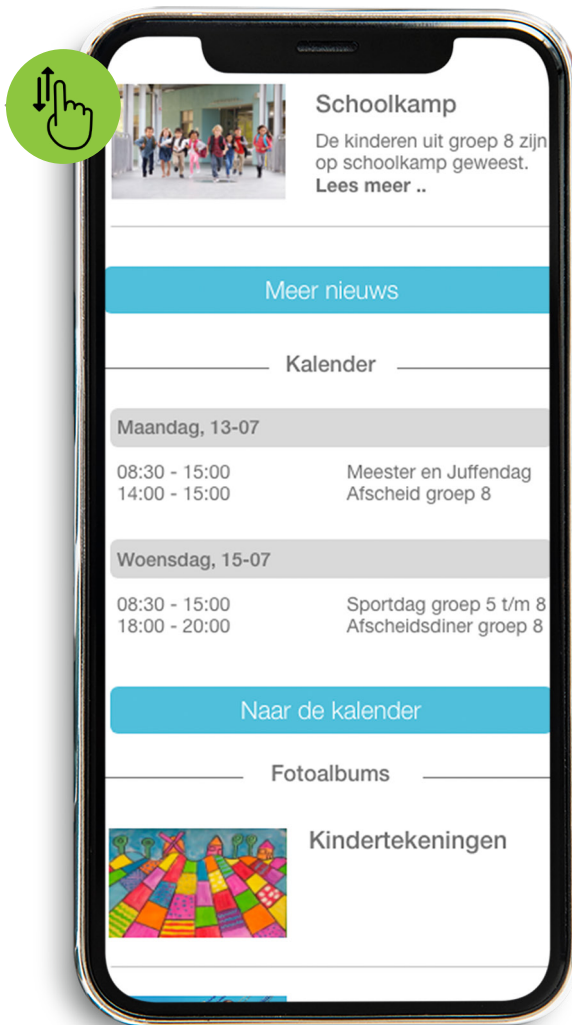 Schoolkamp
De kinderen uit groep 8 zijn
op schoolkamp geweest.
Lees meer ..
Meer nieuws
Kalender
Maandag, 13-07
08:30 - 15:00 Meester en Juffendag
14:00 - 15:00 Afscheid groep 8
Woensdag, 15-07
08:30 - 15:00 Sportdag groep 5 t/m 8
18:00 - 20:00 Afscheidsdiner groep 8
Naar de kalender
Fotoalbums
Kindertekeningen